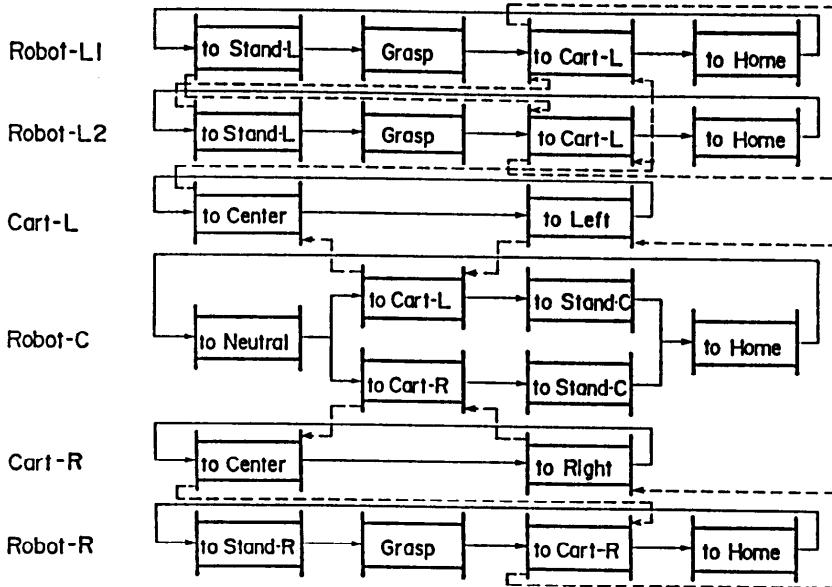 Robot-L1 to Stand-L Grasp to Cart-L to Home
Robot-L2 to Stand-L Grasp to Cart-L to Home
Cart-L to Center to Left
to Cart-L to Stand-C
Robot-C to Neutral to Home
to Cart-R to Stand-C
Cart-R to Center to Right
Robot-R to Stand-R Grasp to Cart-R to Home